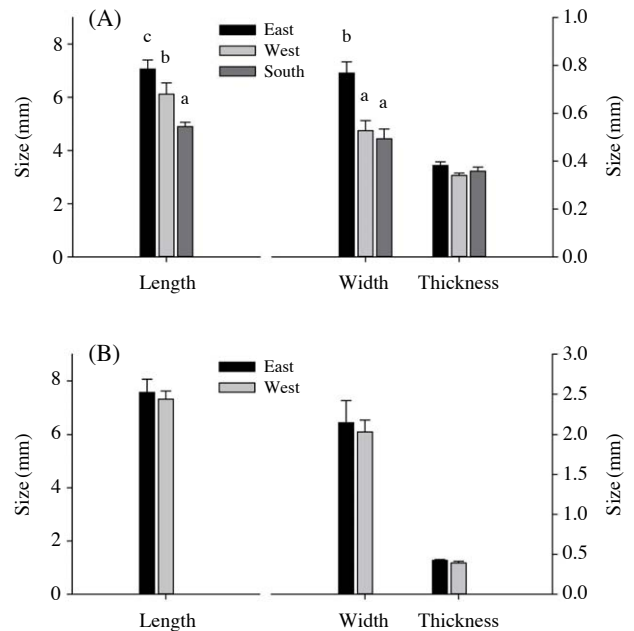 (A)
East
West
South
c
b
a
b
a
a
8
6
4
2
0
Size (mm)
1.0
0.8
0.6
0.4
0.2
0.0
Size (mm)
Length
Width
Thickness
(B)
East
West
8
6
4
2
0
Size (mm)
3.0
2.5
2.0
1.5
1.0
0.5
0.0
Size (mm)
Length
Width
Thickness